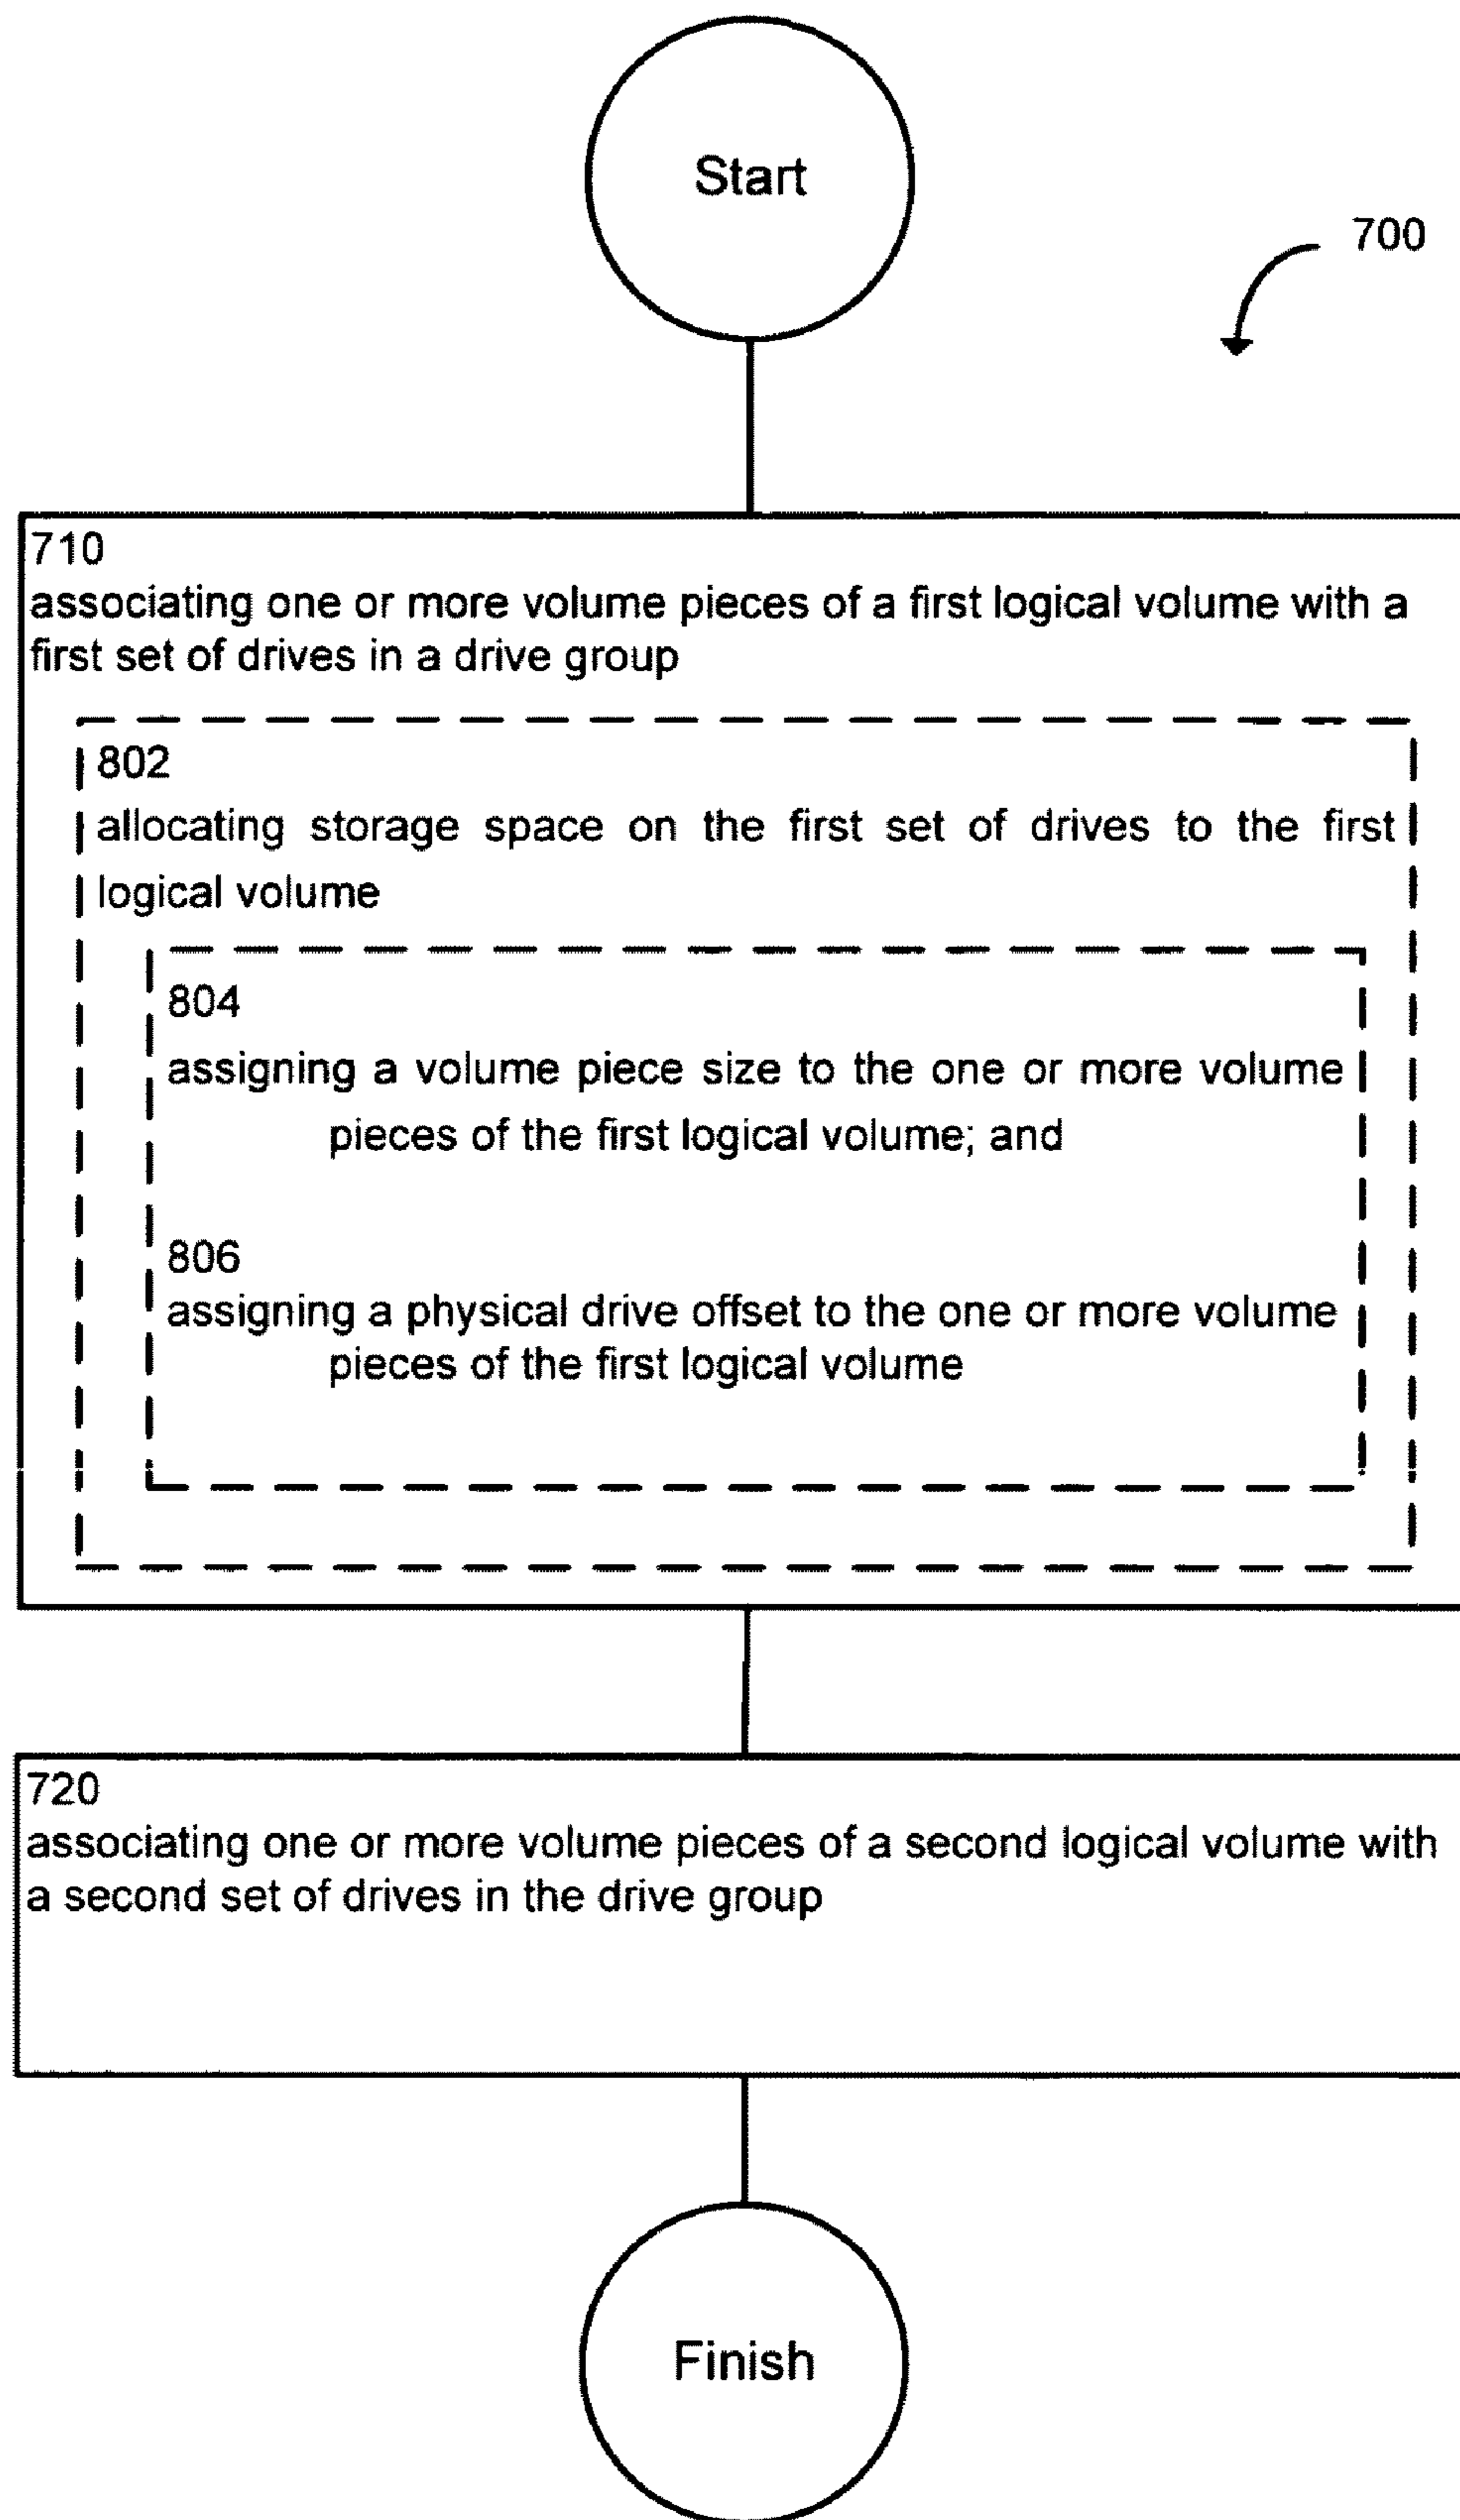 Start
700
710
associating one or more volume pieces of a first logical volume with a
first set of drives in a drive group
802
allocating storage space on the first set of drives to the first
logical volume
804
assigning a volume piece size to the one or more volume
pieces of the first logical volume; and
806
assigning a physical drive offset to the one or more volume
pieces of the first logical volume
720
associating one or more volume pieces of a second logical volume with
a second set of drives in the drive group
Finish